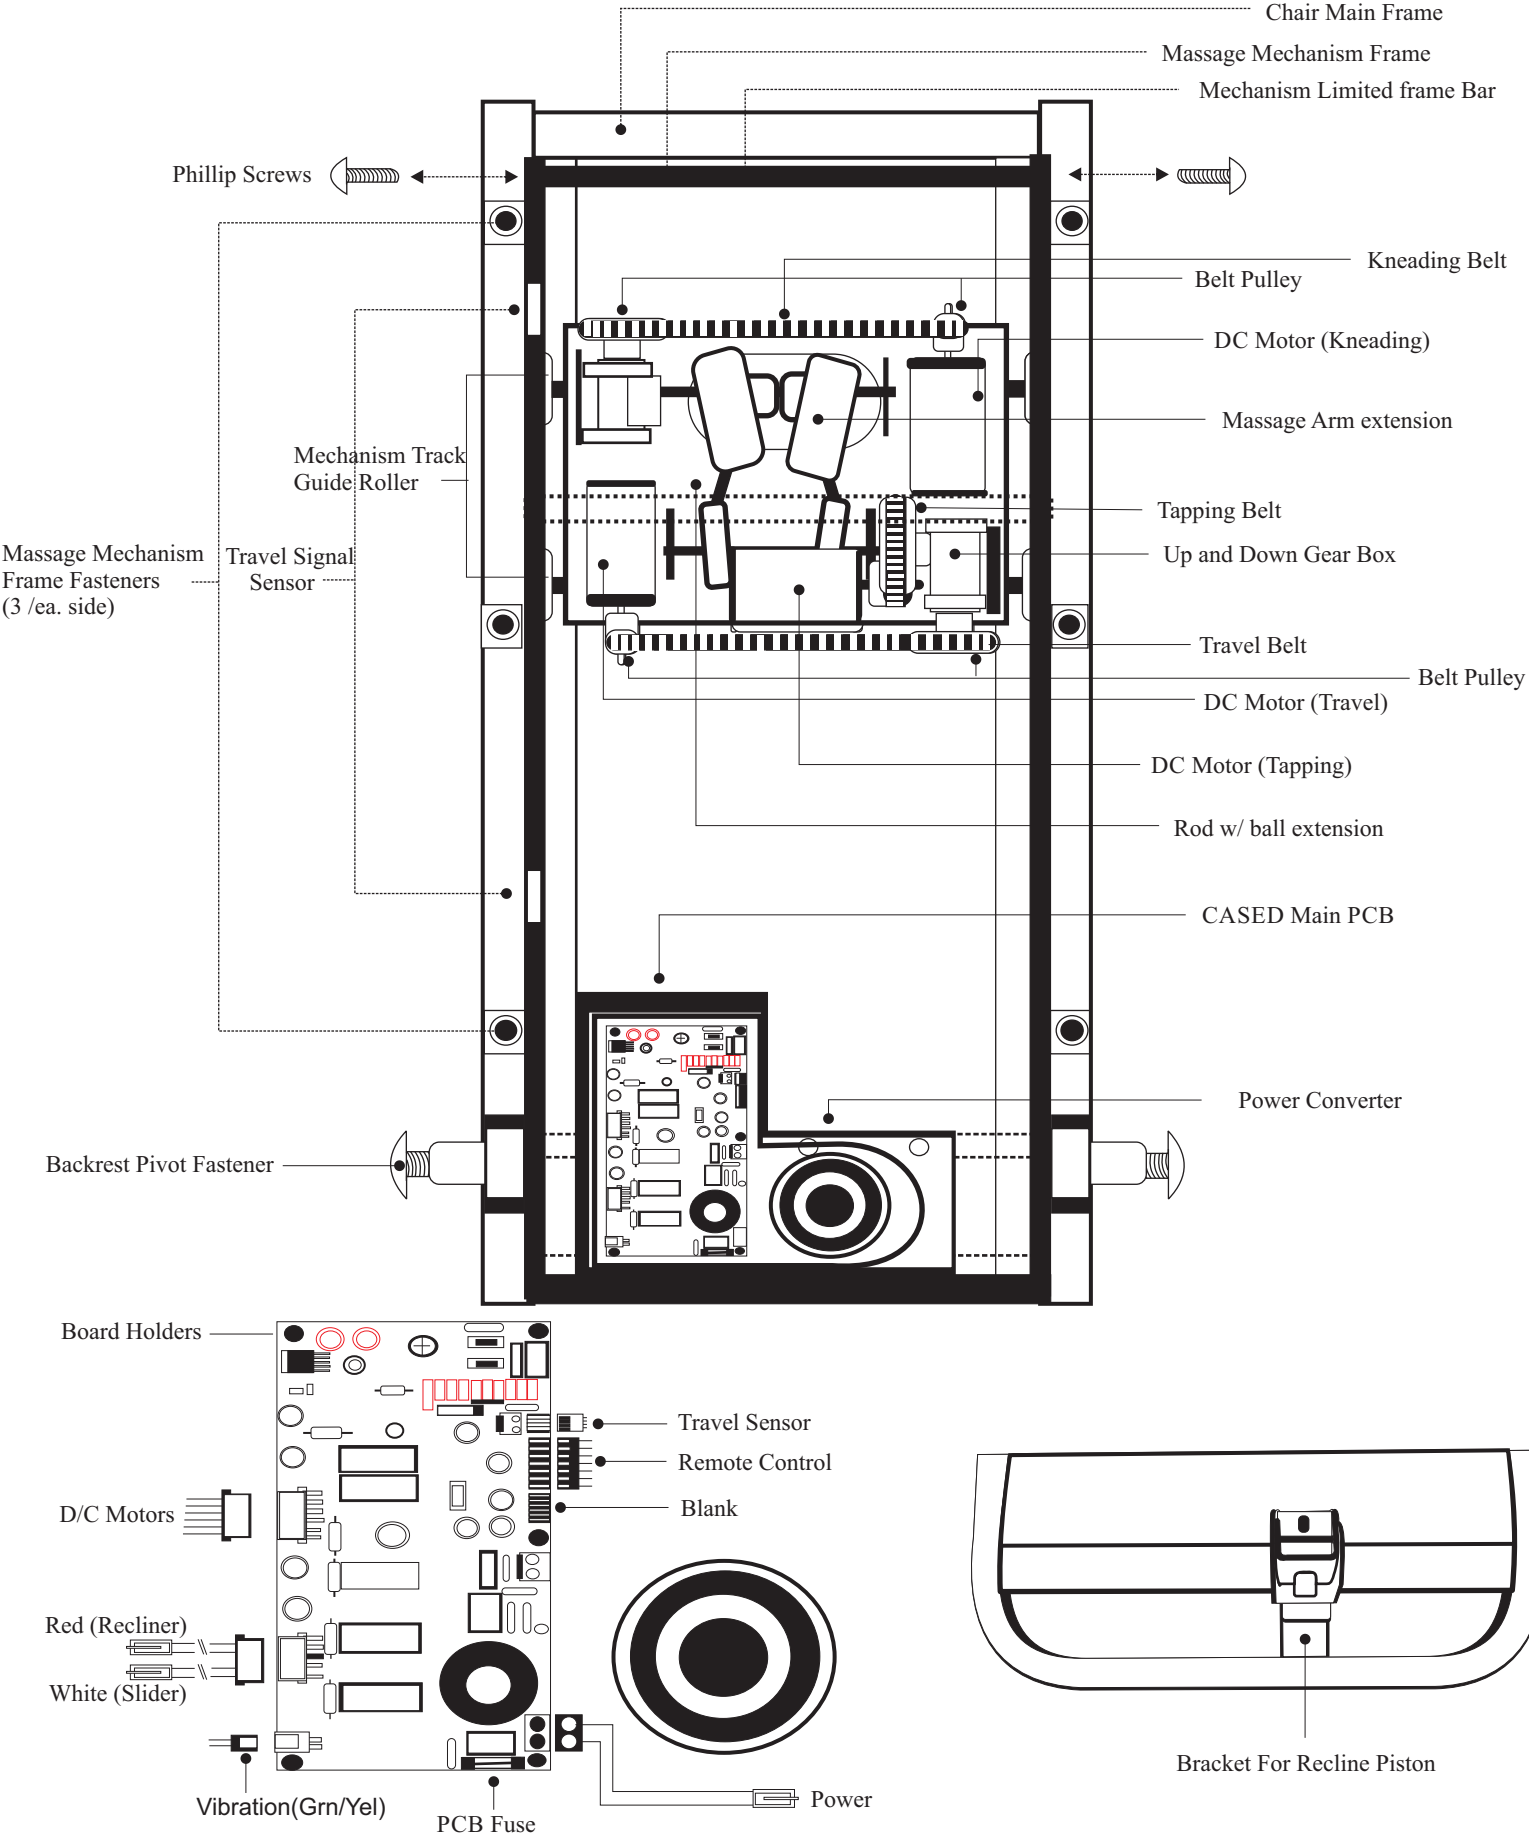 Chair Main Frame
Massage Mechanism Frame
Mechanism Limited frame Bar
Phillip Screws
Kneading Belt
Belt Pulley
DC Motor (Kneading)
Massage Arm extension
Mechanism Track
Guide Roller
Tapping Belt
Massage Mechanism
Frame Fasteners
(3 /ea. side)
Travel Signal
Sensor
Up and Down Gear Box
Travel Belt
Belt Pulley
DC Motor (Travel)
DC Motor (Tapping)
Rod w/ ball extension
CASED Main PCB
Power Converter
Backrest Pivot Fastener
Board Holders
Travel Sensor
Remote Control
Blank
D/C Motors
Red (Recliner)
White (Slider)
Vibration(Grn/Yel)
PCB Fuse
Power
Bracket For Recline Piston